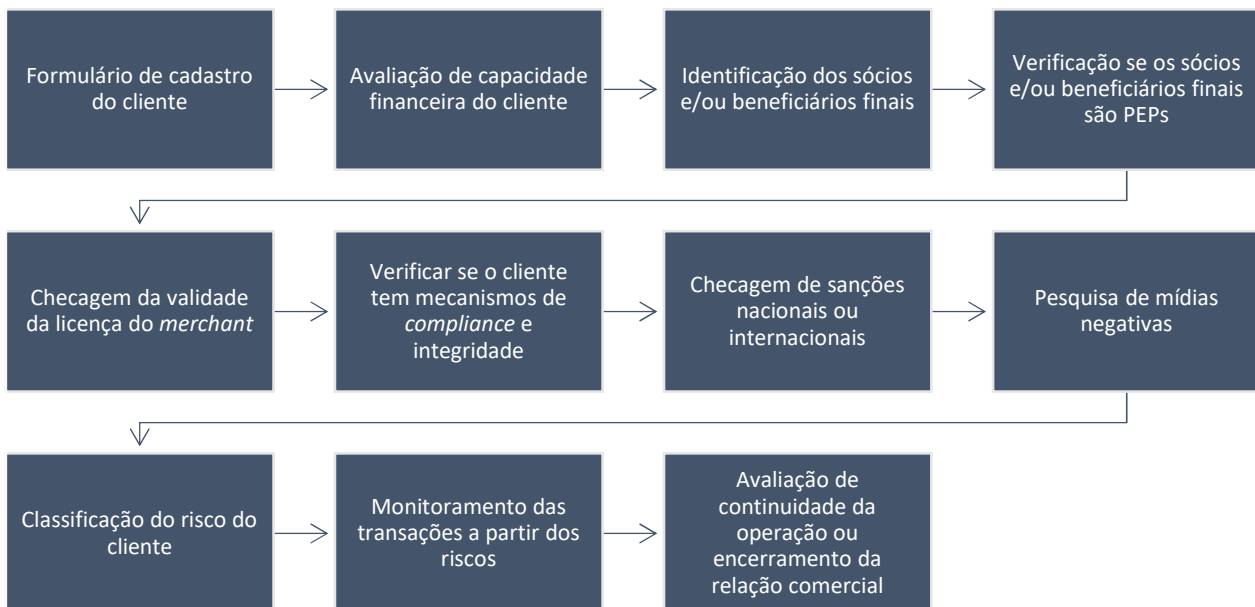 Formulário de cadastro
do cliente
Avaliação de capacidade
financeira do cliente
Identificação dos sócios
e/ou beneficiários finais
Verificação se os sócios
e/ou beneficiários finais
são PEPs
Checagem da validade
da licença do merchant
Verificar se o cliente
tem mecanismos de
compliance e
integridade
Checagem de sanções
nacionais ou
internacionais
Pesquisa de mídias
negativas
Classificação do risco do
cliente
Monitoramento das
transações a partir dos
riscos
Avaliação de
continuidade da
operação ou
encerramento da
relação comercial